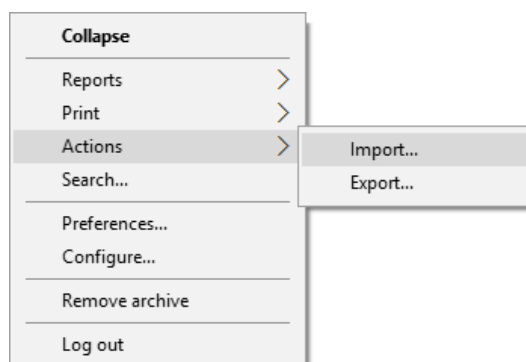 Collapse
Reports
Print
Actions
Import...
Export...
Search...
Preferences...
Configure...
Remove archive
Log out